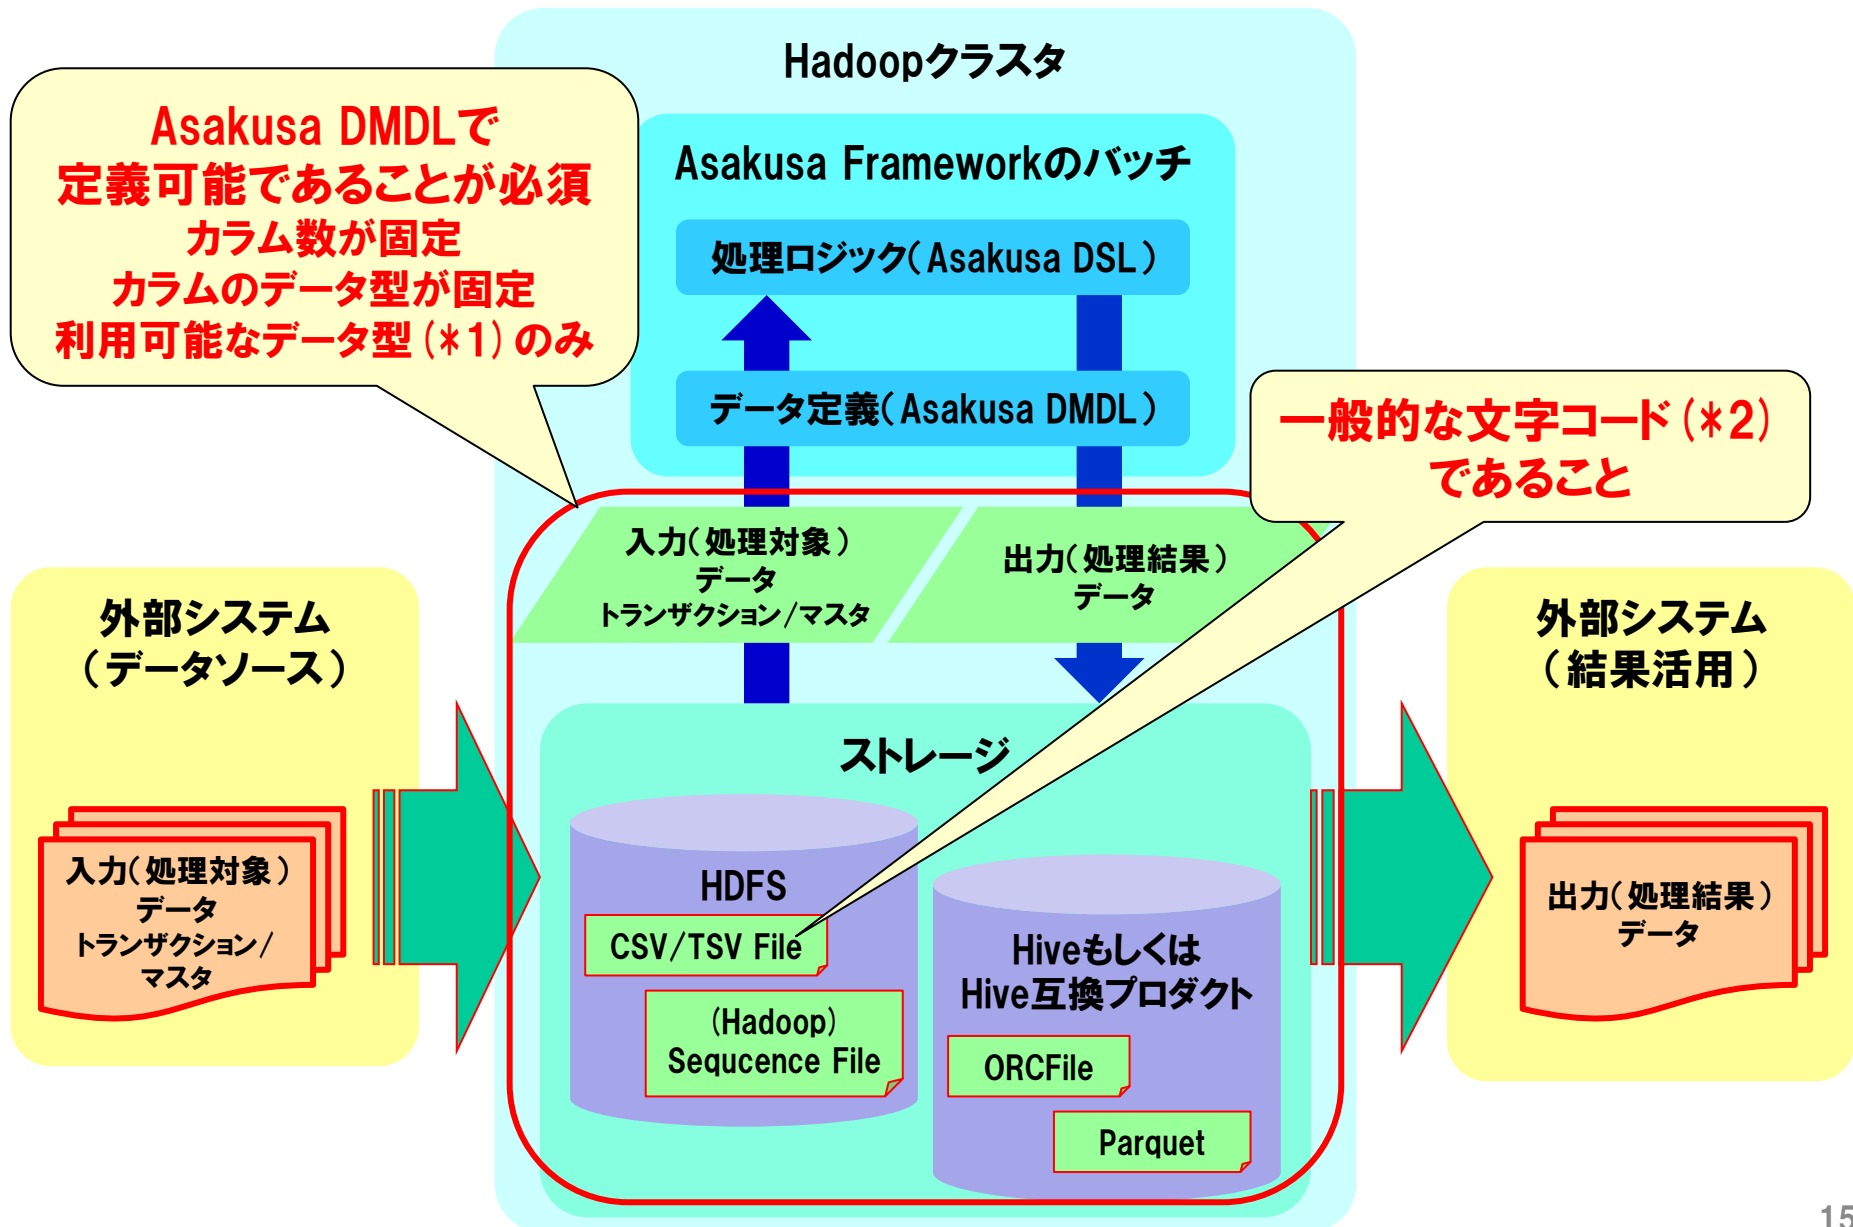 Hadoopクラスタ
Asakusa DMDLで
定義可能であることが必須
カラム数が固定
カラムのデータ型が固定
利用可能なデータ型(*1)のみ
Asakusa Frameworkのバッチ
処理ロジック(Asakusa DSL)
データ定義(Asakusa DMDL)
一般的な文字コード(*2)
であること
入力(処理対象)
データ
トランザクション/マスタ
出力(処理結果)
データ
外部システム
(データソース)
入力(処理対象)
データ
トランザクション/
マスタ
ストレージ
HDFS
CSV/TSV File
(Hadoop)
Sequcence File
Hiveもしくは
Hive互換プロダクト
ORCFile
Parquet
外部システム
(結果活用)
出力(処理結果)
データ
15